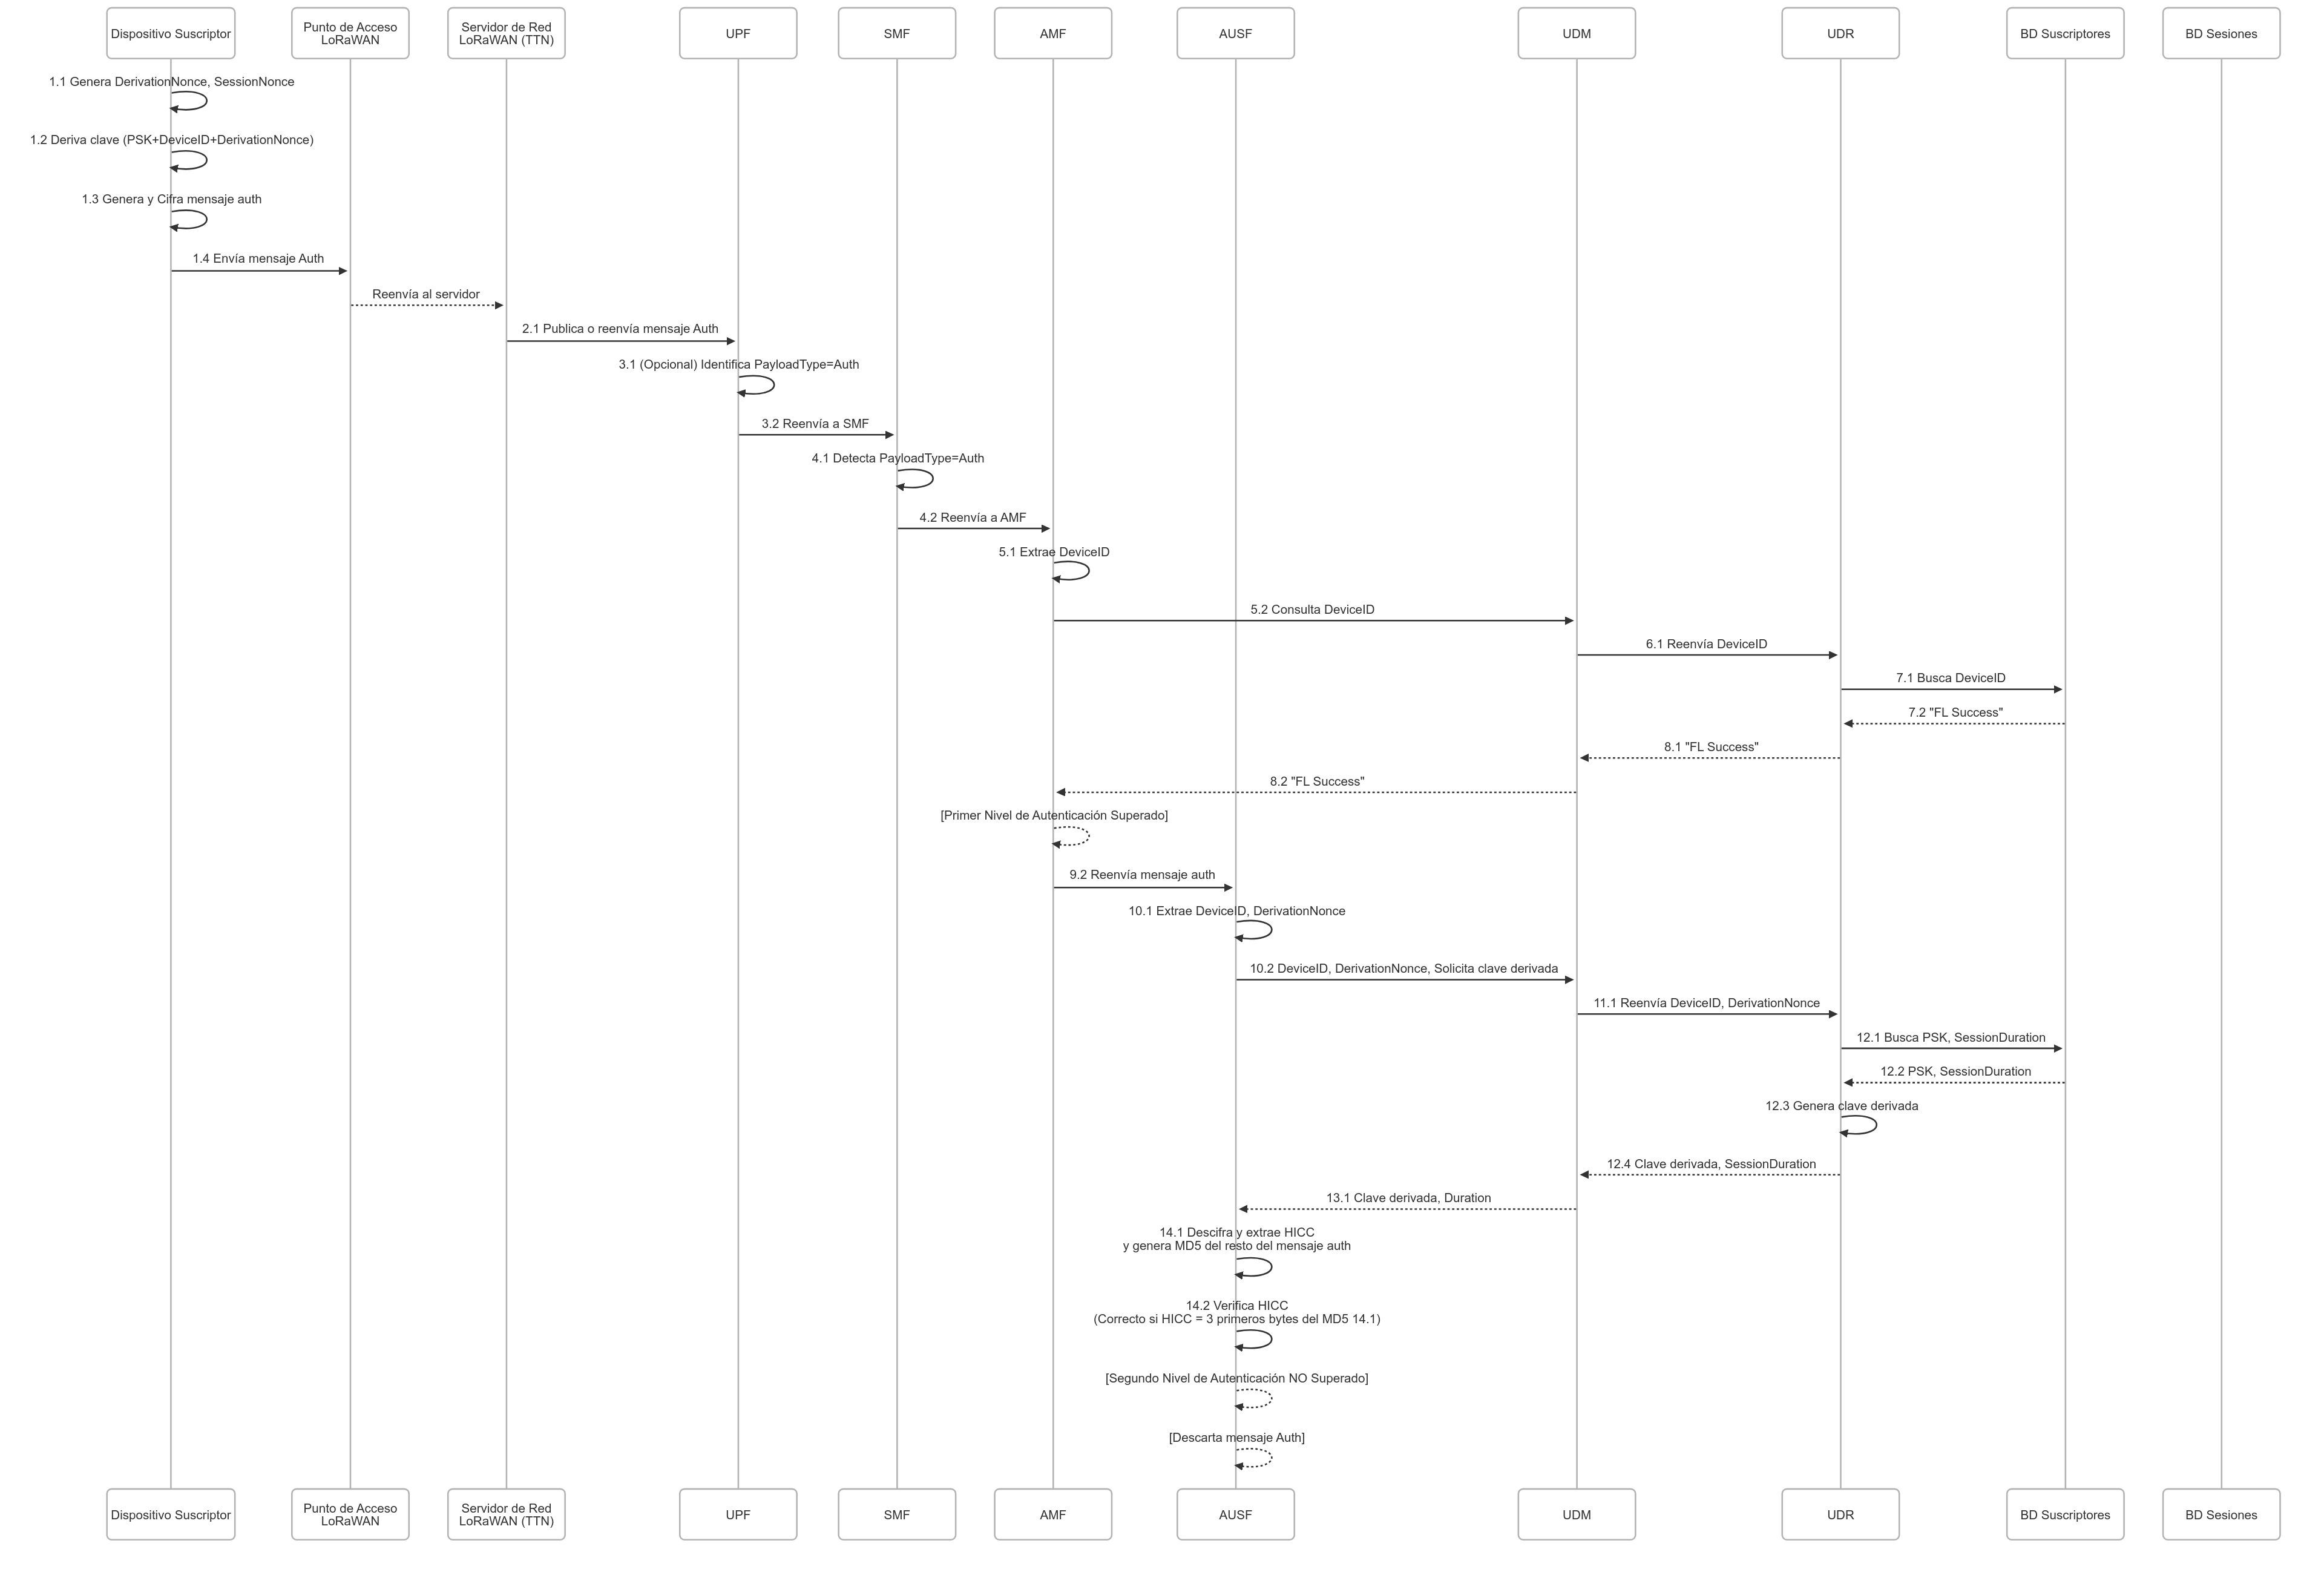 Dispositivo Suscriptor
Punto de Acceso
LoRaWAN
Servidor de Red
LoRaWAN (TTN)
UPF
SMF
AMF
AUSF
UDM
UDR
BD Suscriptores
BD Sesiones
1.1 Genera DerivationNonce, SessionNonce
1.2 Deriva clave (PSK+DeviceID+DerivationNonce)
1.3 Genera y Cifra mensaje auth
1.4 Envía mensaje Auth
Reenvía al servidor
2.1 Publica o reenvía mensaje Auth
3.1 (Opcional) Identifica PayloadType=Auth
3.2 Reenvía a SMF
4.1 Detecta PayloadType=Auth
4.2 Reenvía a AMF
5.1 Extrae DeviceID
5.2 Consulta DeviceID
6.1 Reenvía DeviceID
7.1 Busca DeviceID
7.2 "FL Success"
8.1 "FL Success"
8.2 "FL Success"
[Primer Nivel de Autenticación Superado]
9.2 Reenvía mensaje auth
10.1 Extrae DeviceID, DerivationNonce
10.2 DeviceID, DerivationNonce, Solicita clave derivada
11.1 Reenvía DeviceID, DerivationNonce
12.1 Busca PSK, SessionDuration
12.2 PSK, SessionDuration
12.3 Genera clave derivada
12.4 Clave derivada, SessionDuration
13.1 Clave derivada, Duration
14.1 Descifra y extrae HICC
y genera MD5 del resto del mensaje auth
14.2 Verifica HICC
(Correcto si HICC = 3 primeros bytes del MD5 14.1)
[Segundo Nivel de Autenticación NO Superado]
[Descarta mensaje Auth]
Dispositivo Suscriptor
Punto de Acceso
LoRaWAN
Servidor de Red
LoRaWAN (TTN)
UPF
SMF
AMF
AUSF
UDM
UDR
BD Suscriptores
BD Sesiones